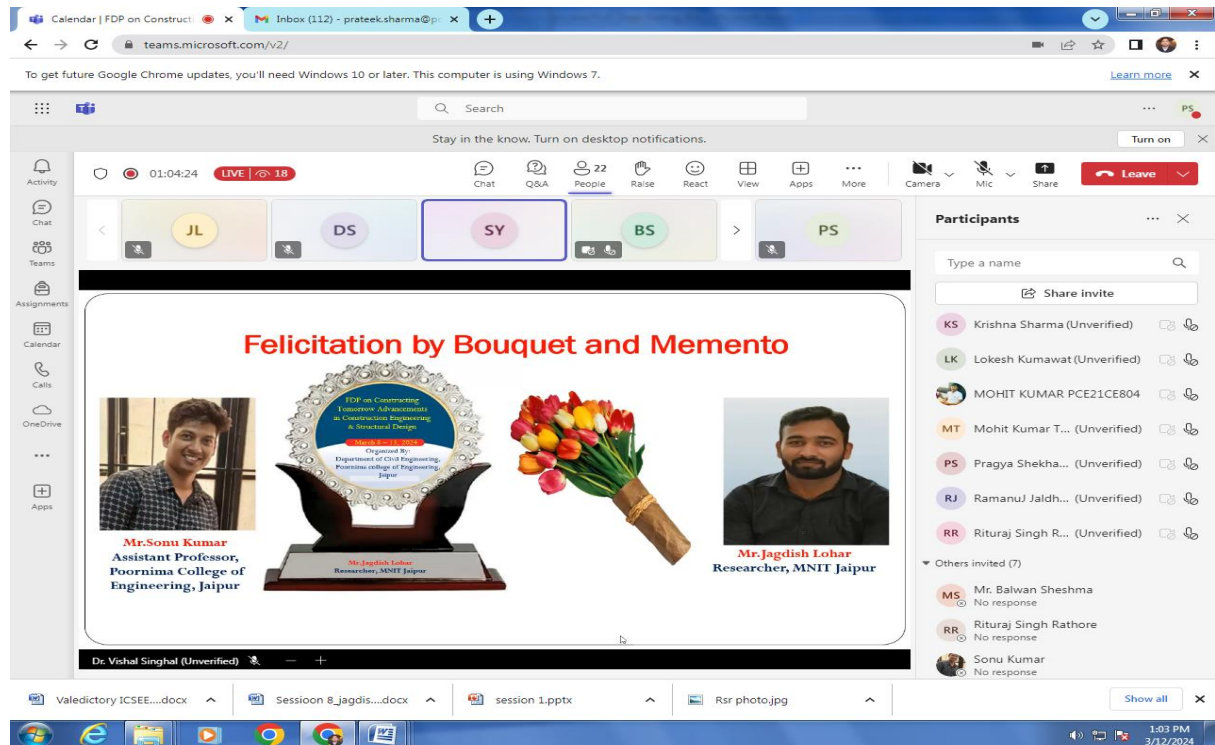 Calendar | FDP on Constructi
Inbox (112) - prateek.sharma@pc
teams.microsoft.com/v2/
To get future Google Chrome updates, you'll need Windows 10 or later. This computer is using Windows 7.
Learn more
Search
PS
Stay in the know. Turn on desktop notifications.
Turn on
01:04:24
LIVE
18
Chat
Q&A
22
People
Raise
React
View
Apps
More
Camera
Mic
Share
Leave
Activity
Chat
Teams
Assignments
Calendar
Calls
OneDrive
Apps
JL
DS
SY
BS
PS
Felicitation by Bouquet and Memento
FDP on Constructing
Tomorrow Advancements
in Construction Engineering
& Structural Design
March 8 – 13, 2024
Organized By:
Department of Civil Engineering,
Poornima college of Engineering,
Jaipur
Mr.Jagdish Lohar
Researcher, MNIT Jaipur
Mr.Sonu Kumar
Assistant Professor,
Poornima College of
Engineering, Jaipur
Mr.Jagdish Lohar
Researcher, MNIT Jaipur
Dr. Vishal Singhal (Unverified)
Participants
Type a name
Share invite
KS Krishna Sharma (Unverified)
LK Lokesh Kumawat (Unverified)
MOHIT KUMAR PCE21CE804
MT Mohit Kumar T... (Unverified)
PS Pragya Shekha... (Unverified)
RJ RamanuJ Jaldh... (Unverified)
RR Rituraj Singh R... (Unverified)
Others invited (7)
MS Mr. Balwan Sheshma
No response
RR Rituraj Singh Rathore
No response
Sonu Kumar
No response
Valedictory ICSEE....docx
Sessioon 8_jagdis....docx
session 1.pptx
Rsr photo.jpg
Show all
1:03 PM
3/12/2024